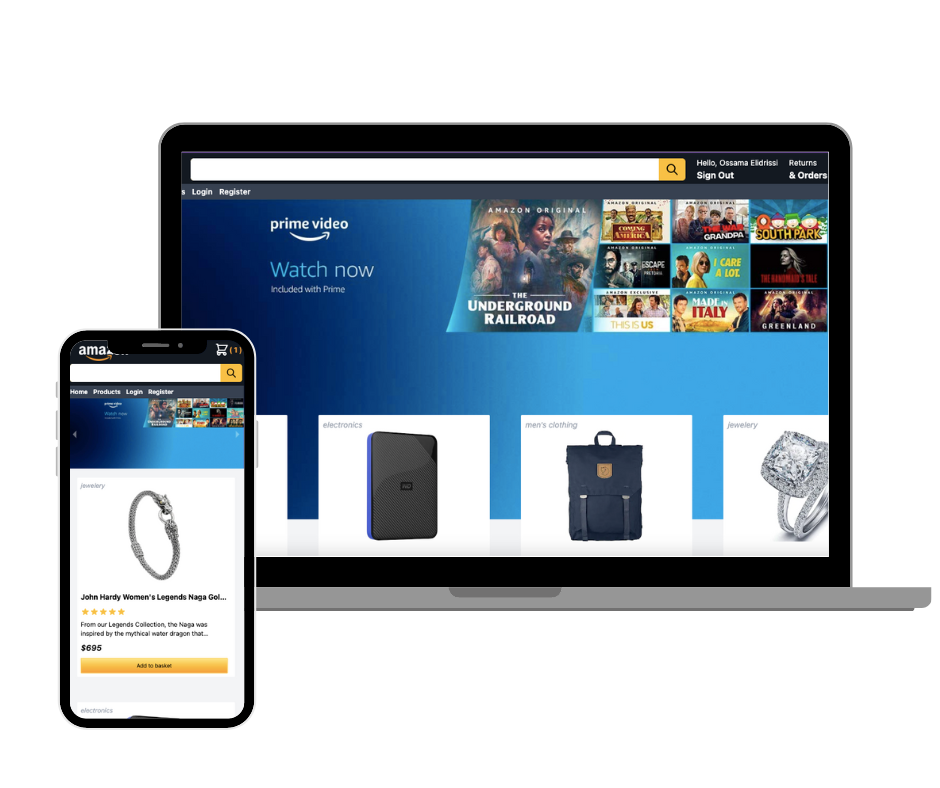 Hello, Ossama Elidrissi
Sign Out
Returns
& Orders
s Login Register
prime video
Watch now
Included with Prime
AMAZON ORIGINAL
THE
UNDERGROUND
RAILROAD
AMAZON ORIGINAL
COMING
AMERICA
AMAZON ORIGINAL
THE WAR
GRANDPA
SOUTH PARK
AMAZON ORIGINAL
ESCAPE
PRETORIA
AMAZON ORIGINAL
I CARE
A LOT.
THE HANDMAID'S TALE
AMAZON EXCLUSIVE
THIS IS US
AMAZON ORIGINAL
MADE IN
ITALY
AMAZON ORIGINAL
GREENLAND
electronics
WD
men's clothing
jewelery
amaz
(1)
Home Products Login Register
prime video
Watch now
jewelery
John Hardy Women's Legends Naga Gol...
From our Legends Collection, the Naga was
inspired by the mythical water dragon that...
$695
Add to basket
electronics